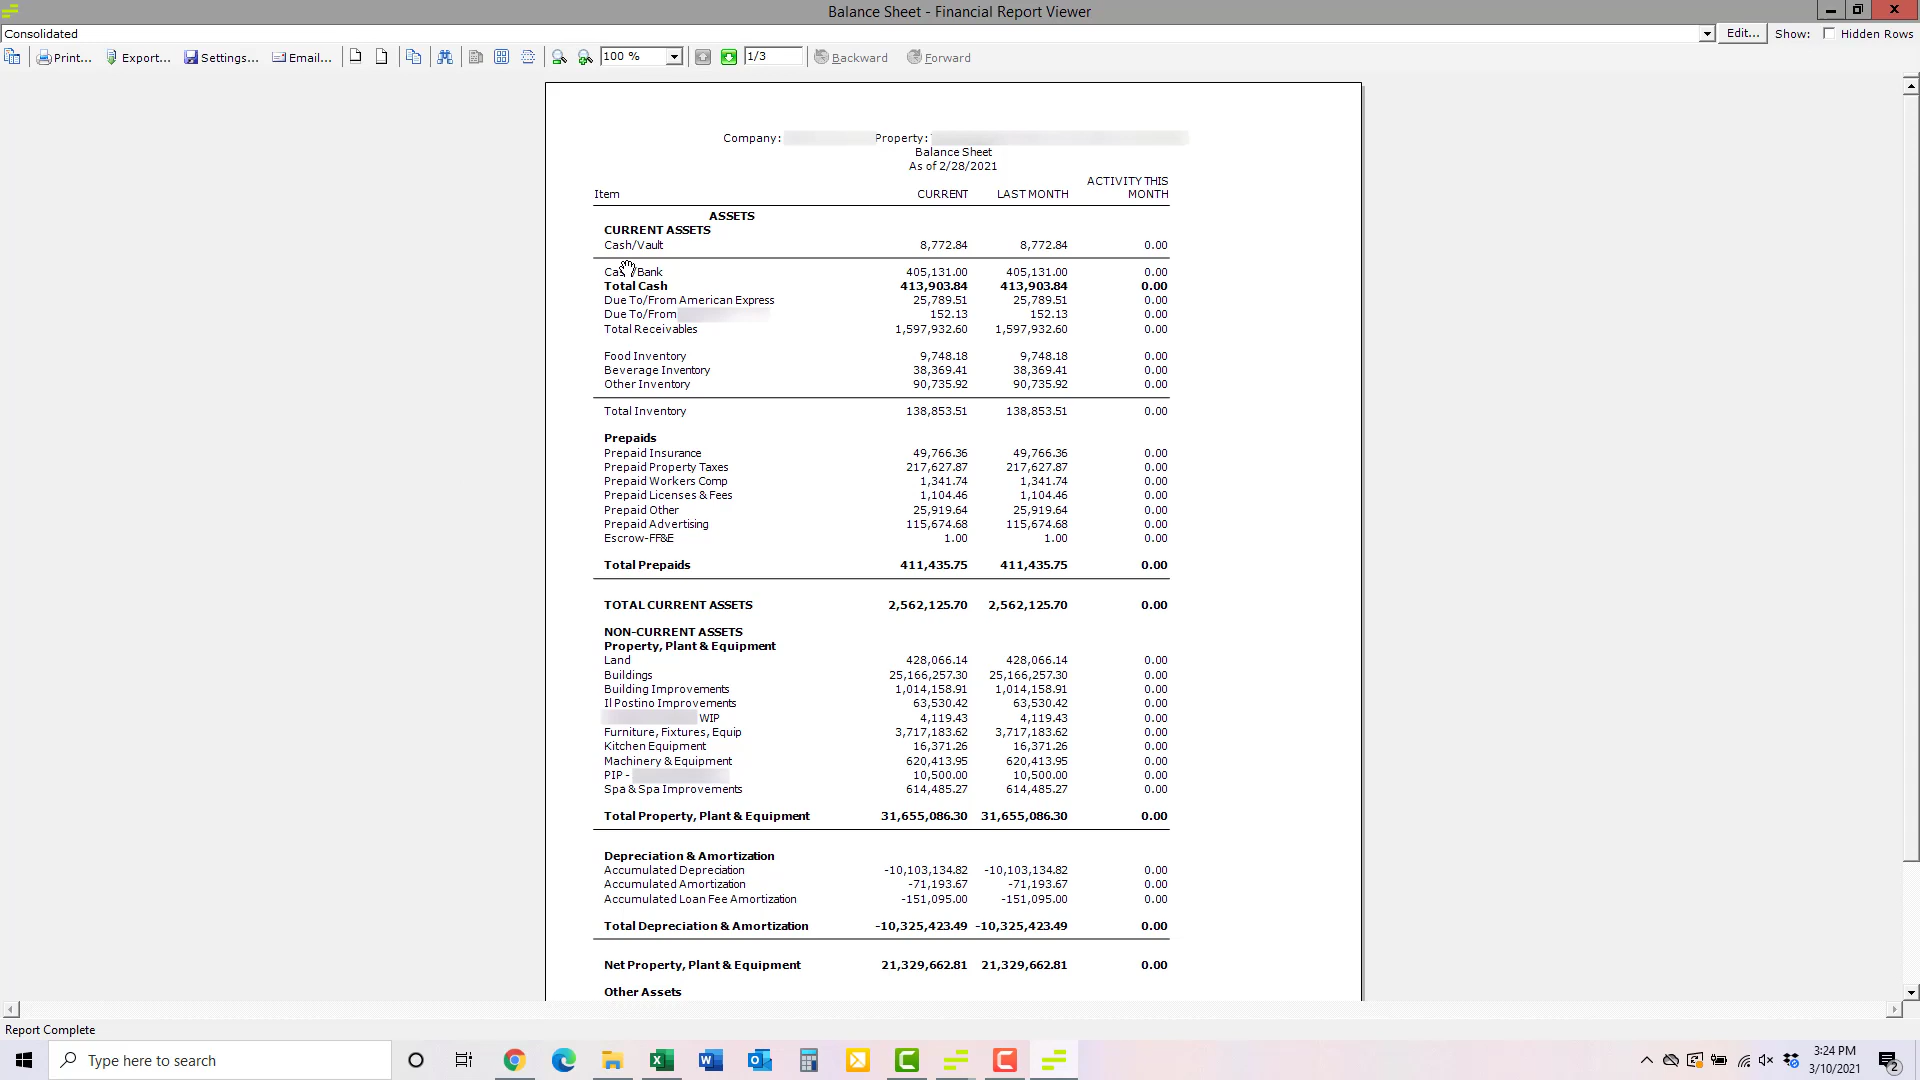 Balance Sheet - Financial Report Viewer
Consolidated Edit... Show: Hidden Rows
Print... Export... Settings... Email... 100 % 1/3 Backward Forward
Company: Property:
Balance Sheet
As of 2/28/2021
Item CURRENT LAST MONTH ACTIVITY THIS MONTH
ASSETS
CURRENT ASSETS
Cash/Vault 8,772.84 8,772.84 0.00
Cash/Bank 405,131.00 405,131.00 0.00
Total Cash 413,903.84 413,903.84 0.00
Due To/From American Express 25,789.51 25,789.51 0.00
Due To/From 152.13 152.13 0.00
Total Receivables 1,597,932.60 1,597,932.60 0.00
Food Inventory 9,748.18 9,748.18 0.00
Beverage Inventory 38,369.41 38,369.41 0.00
Other Inventory 90,735.92 90,735.92 0.00
Total Inventory 138,853.51 138,853.51 0.00
Prepaids
Prepaid Insurance 49,766.36 49,766.36 0.00
Prepaid Property Taxes 217,627.87 217,627.87 0.00
Prepaid Workers Comp 1,341.74 1,341.74 0.00
Prepaid Licenses & Fees 1,104.46 1,104.46 0.00
Prepaid Other 25,919.64 25,919.64 0.00
Prepaid Advertising 115,674.68 115,674.68 0.00
Escrow-FF&E 1.00 1.00 0.00
Total Prepaids 411,435.75 411,435.75 0.00
TOTAL CURRENT ASSETS 2,562,125.70 2,562,125.70 0.00
NON-CURRENT ASSETS
Property, Plant & Equipment
Land 428,066.14 428,066.14 0.00
Buildings 25,166,257.30 25,166,257.30 0.00
Building Improvements 1,014,158.91 1,014,158.91 0.00
Il Postino Improvements 63,530.42 63,530.42 0.00
WIP 4,119.43 4,119.43 0.00
Furniture, Fixtures, Equip 3,717,183.62 3,717,183.62 0.00
Kitchen Equipment 16,371.26 16,371.26 0.00
Machinery & Equipment 620,413.95 620,413.95 0.00
PIP - 10,500.00 10,500.00 0.00
Spa & Spa Improvements 614,485.27 614,485.27 0.00
Total Property, Plant & Equipment 31,655,086.30 31,655,086.30 0.00
Depreciation & Amortization
Accumulated Depreciation -10,103,134.82 -10,103,134.82 0.00
Accumulated Amortization -71,193.67 -71,193.67 0.00
Accumulated Loan Fee Amortization -151,095.00 -151,095.00 0.00
Total Depreciation & Amortization -10,325,423.49 -10,325,423.49 0.00
Net Property, Plant & Equipment 21,329,662.81 21,329,662.81 0.00
Other Assets
Report Complete
Type here to search
3:24 PM
3/10/2021
2